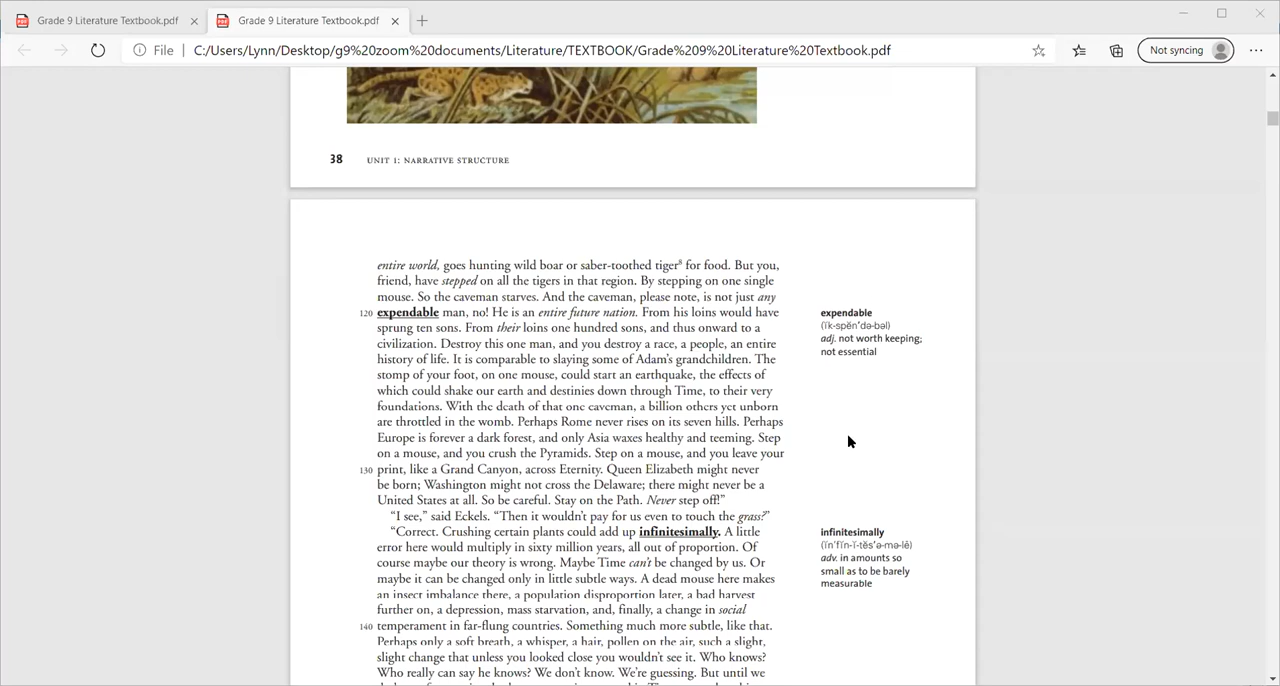 Grade 9 Literature Textbook.pdf
Grade 9 Literature Textbook.pdf
File
C:/Users/Lynn/Desktop/g9%20zoom%20documents/Literature/TEXTBOOK/Grade%209%20Literature%20Textbook.pdf
Not syncing
38 UNIT 1: NARRATIVE STRUCTURE
entire world, goes hunting wild boar or saber-toothed tiger⁸ for food. But you,
friend, have stepped on all the tigers in that region. By stepping on one single
mouse. So the caveman starves. And the caveman, please note, is not just any
120 expendable man, no! He is an entire future nation. From his loins would have
sprung ten sons. From their loins one hundred sons, and thus onward to a
civilization. Destroy this one man, and you destroy a race, a people, an entire
history of life. It is comparable to slaying some of Adam's grandchildren. The
stomp of your foot, on one mouse, could start an earthquake, the effects of
which could shake our earth and destinies down through Time, to their very
foundations. With the death of that one caveman, a billion others yet unborn
are throttled in the womb. Perhaps Rome never rises on its seven hills. Perhaps
Europe is forever a dark forest, and only Asia waxes healthy and teeming. Step
on a mouse, and you crush the Pyramids. Step on a mouse, and you leave your
130 print, like a Grand Canyon, across Eternity. Queen Elizabeth might never
be born; Washington might not cross the Delaware; there might never be a
United States at all. So be careful. Stay on the Path. Never step off!"
"I see," said Eckels. "Then it wouldn't pay for us even to touch the grass?"
"Correct. Crushing certain plants could add up infinitesimally. A little
error here would multiply in sixty million years, all out of proportion. Of
course maybe our theory is wrong. Maybe Time can't be changed by us. Or
maybe it can be changed only in little subtle ways. A dead mouse here makes
an insect imbalance there, a population disproportion later, a bad harvest
further on, a depression, mass starvation, and, finally, a change in social
140 temperament in far-flung countries. Something much more subtle, like that.
Perhaps only a soft breath, a whisper, a hair, pollen on the air, such a slight,
slight change that unless you looked close you wouldn't see it. Who knows?
Who really can say he knows? We don't know. We're guessing. But until we
expendable
(ĭk-spĕn'də-bəl)
adj. not worth keeping;
not essential
infinitesimally
(ĭn'fĭn-ĭ-tĕs'ə-mə-lē)
adv. in amounts so
small as to be barely
measurable